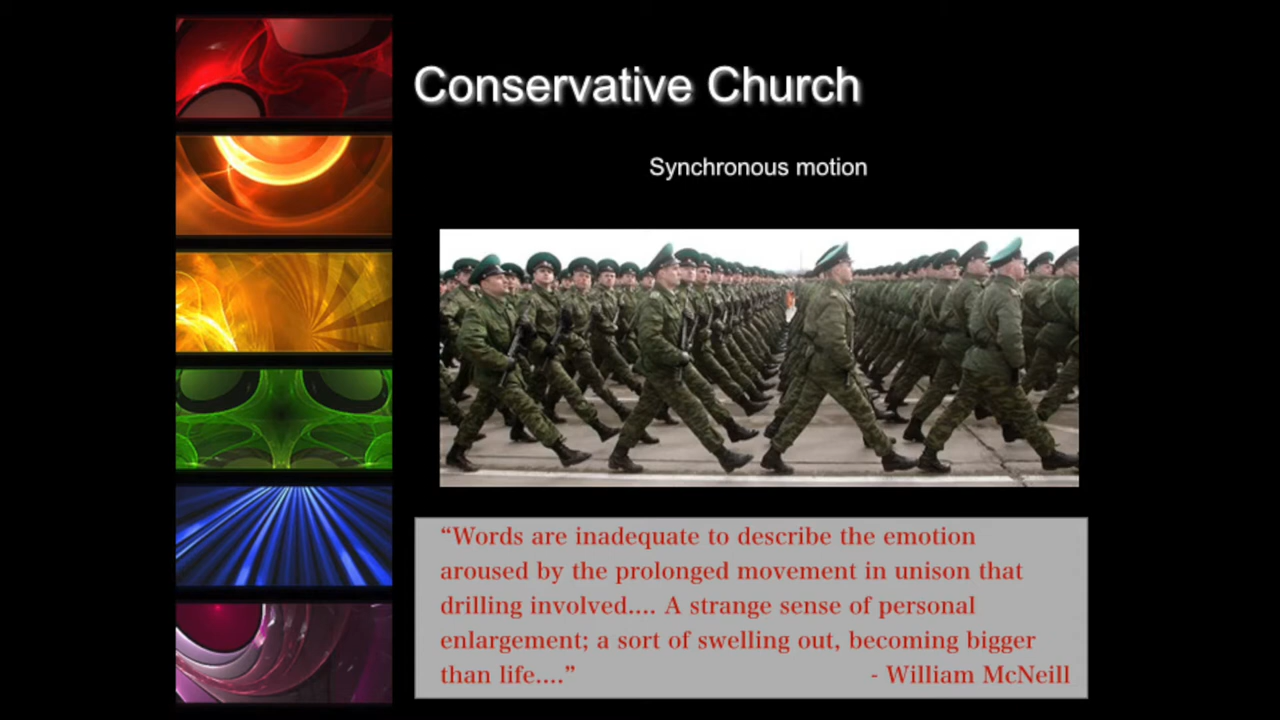 Conservative Church
Synchronous motion
“Words are inadequate to describe the emotion
aroused by the prolonged movement in unison that
drilling involved.... A strange sense of personal
enlargement; a sort of swelling out, becoming bigger
than life....” - William McNeill